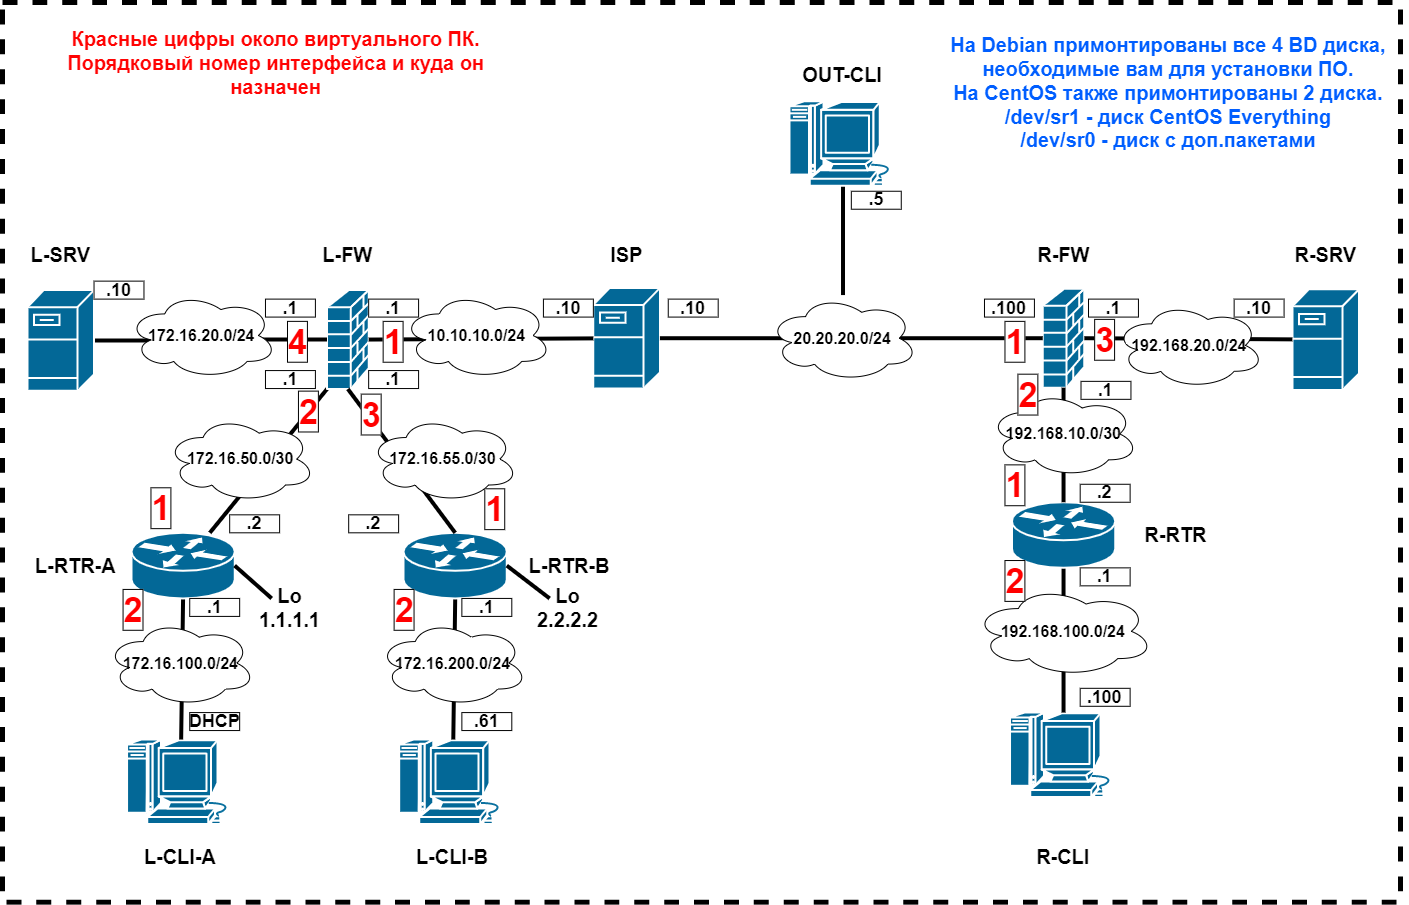 Красные цифры около виртуального ПК.
Порядковый номер интерфейса и куда он
назначен
На Debian примонтированы все 4 BD диска,
необходимые вам для установки ПО.
На CentOS также примонтированы 2 диска.
/dev/sr1 - диск CentOS Everything
/dev/sr0 - диск с доп.пакетами
OUT-CLI
.5
L-SRV
L-FW
ISP
R-FW
R-SRV
.10
.1
.1
.10
.10
.100
.1
.10
172.16.20.0/24
4
1
10.10.10.0/24
20.20.20.0/24
1
3
192.168.20.0/24
.1
.1
.1
2
3
2
172.16.50.0/30
172.16.55.0/30
192.168.10.0/30
1
1
1
.2
.2
.2
L-RTR-A
L-RTR-B
R-RTR
2
.1
Lo
1.1.1.1
2
.1
Lo
2.2.2.2
2
.1
172.16.100.0/24
172.16.200.0/24
192.168.100.0/24
DHCP
.61
.100
L-CLI-A
L-CLI-B
R-CLI